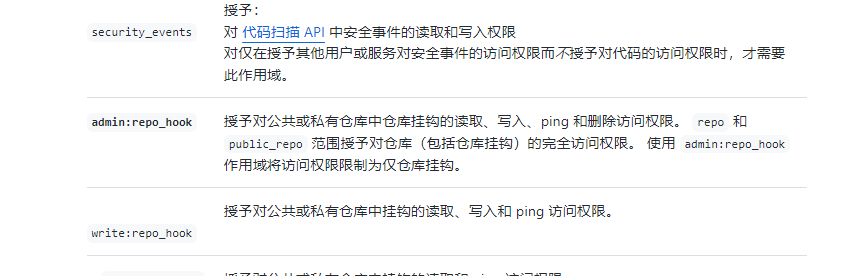 授予：
security_events
对 代码扫描 API 中安全事件的读取和写入权限
对仅在授予其他用户或服务对安全事件的访问权限而不授予对代码的访问权限时，才需要
此作用域。
admin:repo_hook
授予对公共或私有仓库中仓库挂钩的读取、写入、ping 和删除访问权限。 repo 和
public_repo 范围授予对仓库（包括仓库挂钩）的完全访问权限。 使用 admin:repo_hook
作用域将访问权限限制为仅仓库挂钩。
授予对公共或私有仓库中挂钩的读取、写入和 ping 访问权限。
write:repo_hook